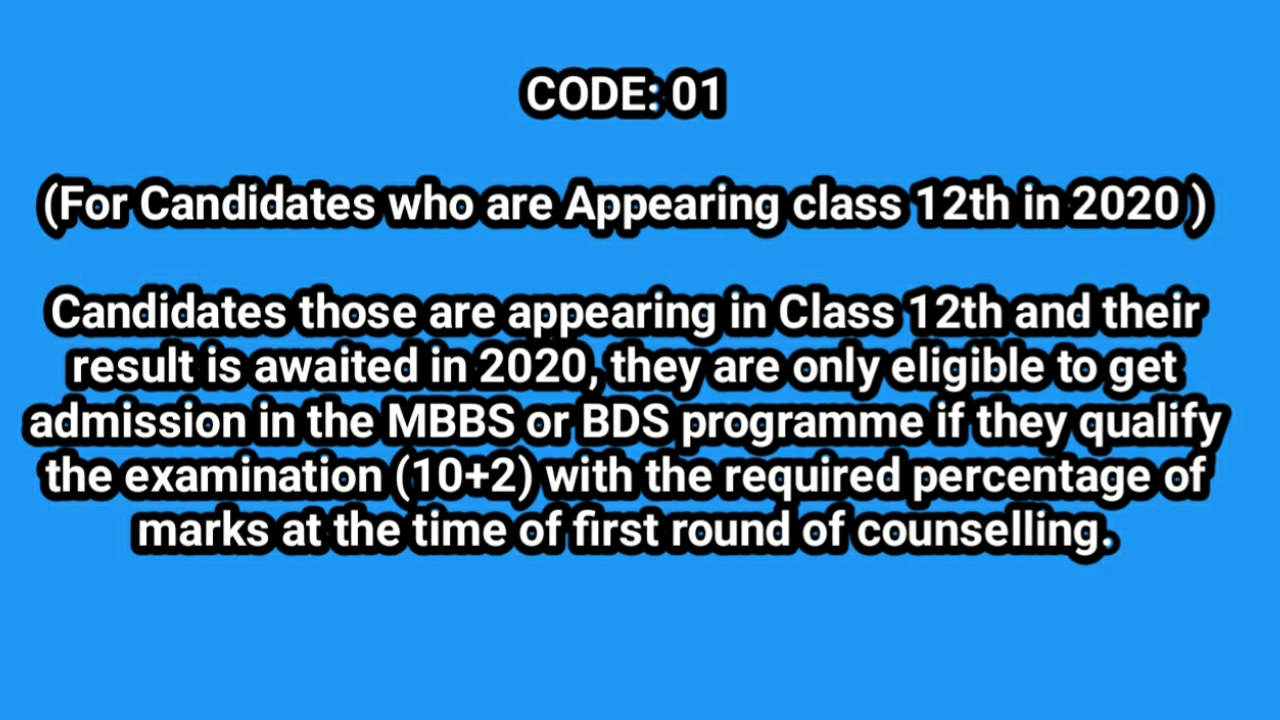 CODE: 01
(For Candidates who are Appearing class 12th in 2020 )
Candidates those are appearing in Class 12th and their
result is awaited in 2020, they are only eligible to get
admission in the MBBS or BDS programme if they qualify
the examination (10+2) with the required percentage of
marks at the time of first round of counselling.